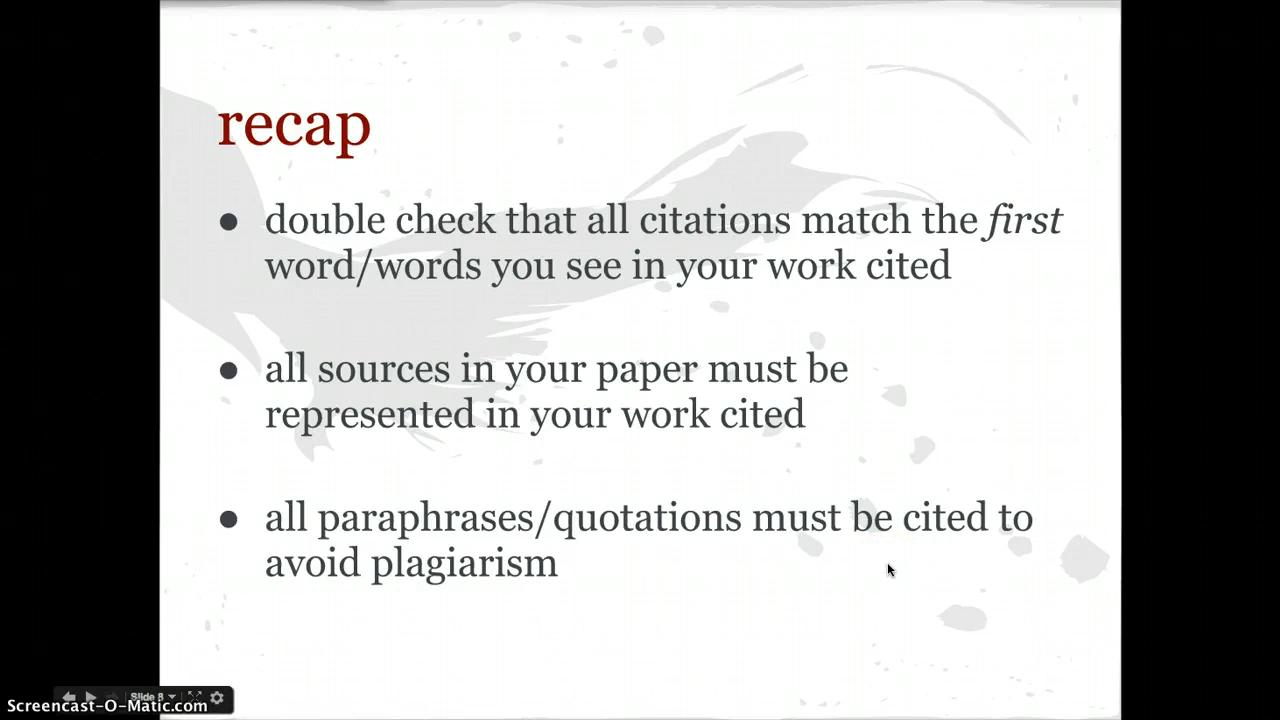 recap
● double check that all citations match the first
word/words you see in your work cited
● all sources in your paper must be
represented in your work cited
● all paraphrases/quotations must be cited to
avoid plagiarism
Slide 8
Screencast-O-Matic.com